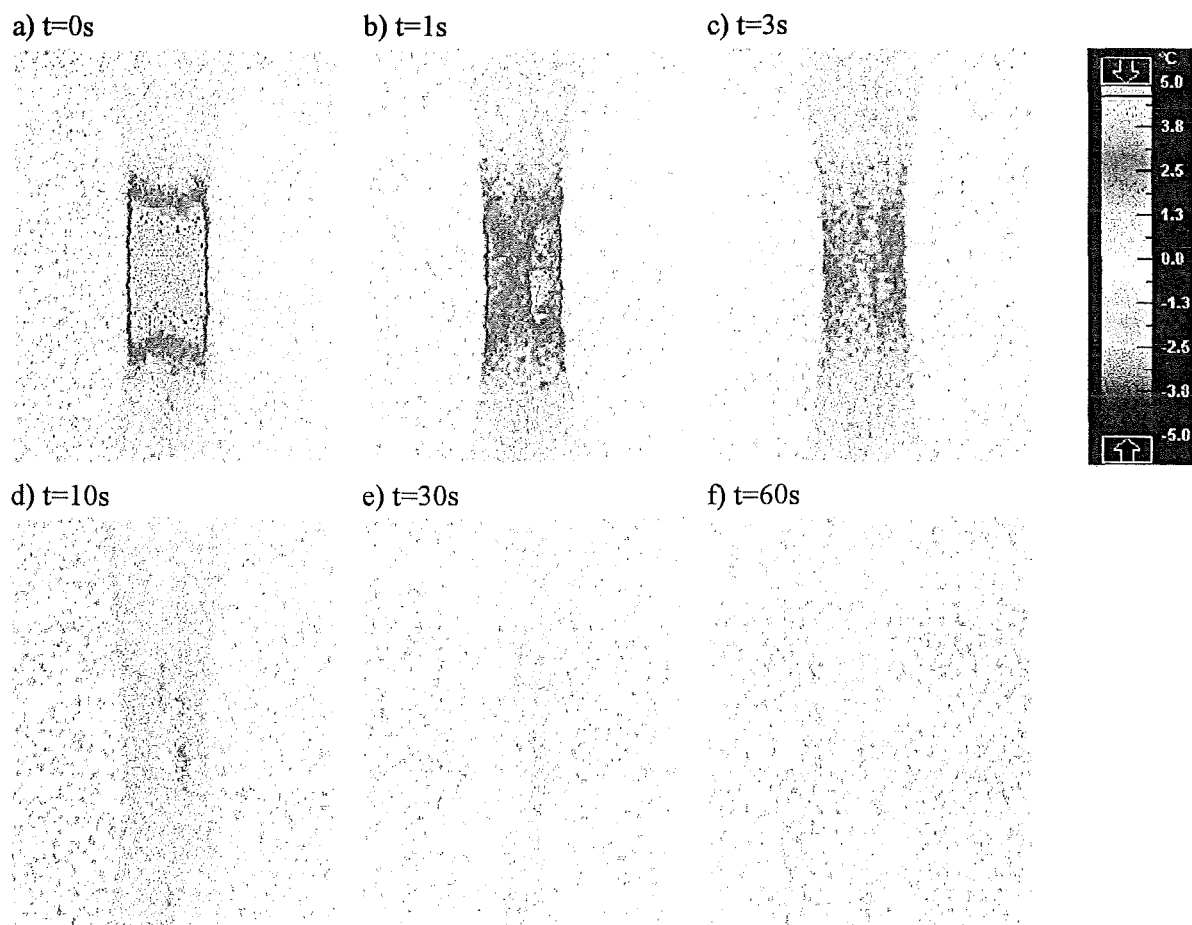 a) t=0s
b) t=1s
c) t=3s
°C
5.0
3.8
2.5
1.3
0.0
-1.3
-2.5
-3.8
-5.0
d) t=10s
e) t=30s
f) t=60s